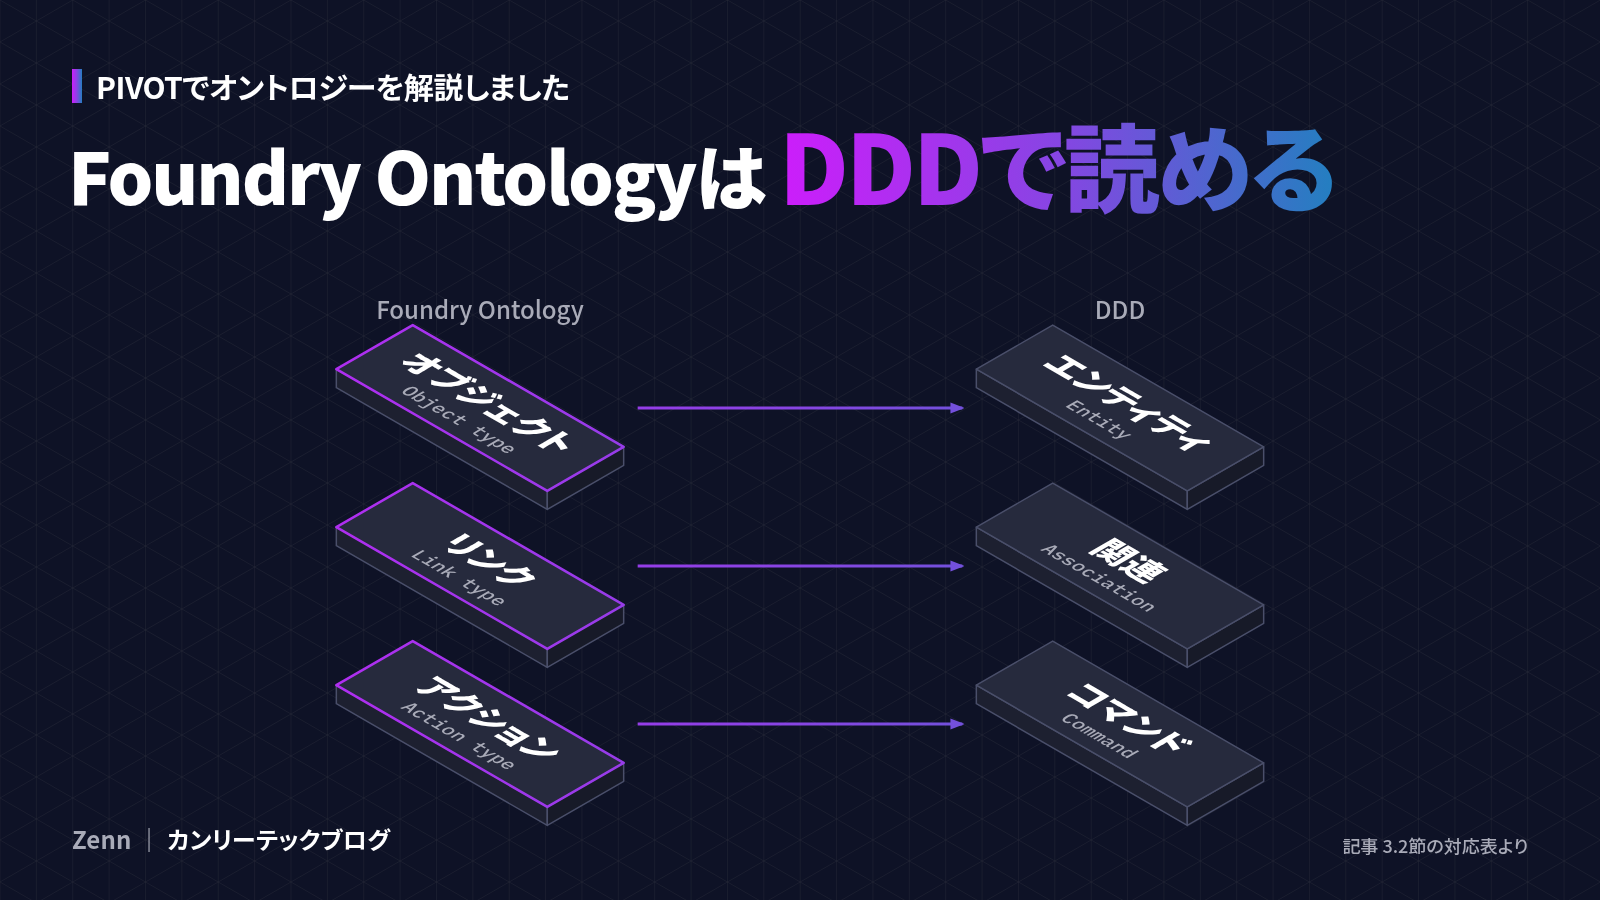 PIVOTでオントロジーを解説しました
Foundry Ontologyは DDDで読める
Foundry Ontology
DDD
オブジェクト
Object type
エンティティ
Entity
リンク
Link type
関連
Association
アクション
Action type
コマンド
Command
Zenn | カンリーテックブログ
記事 3.2節の対応表より